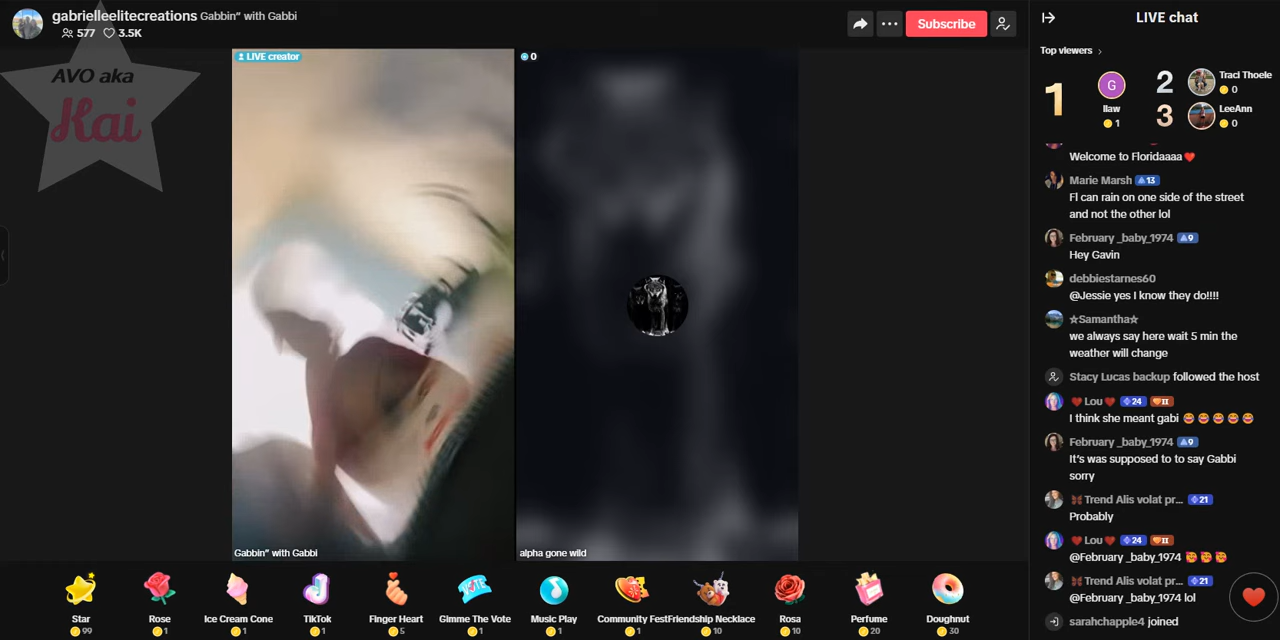 gabrielleelitecreations Gabbin” with Gabbi
577 3.5K
Subscribe
AVO aka
Kai
LIVE creator
0
Gabbin” with Gabbi
alpha gone wild
LIVE chat
Top viewers
1
G
llaw
1
2
Traci Thoele
0
3
LeeAnn
0
Welcome to Floridaaaa❤️
Marie Marsh 13
Fl can rain on one side of the street
and not the other lol
February _baby_1974 9
Hey Gavin
debbiestarnes60
@Jessie yes I know they do!!!!
☆Samantha☆
we always say here wait 5 min the
weather will change
Stacy Lucas backup followed the host
♥️Lou♥️ 24 II
I think she meant gabi
February _baby_1974 9
It's was supposed to to say Gabbi
sorry
Trend Alis volat pr... 21
Probably
♥️Lou♥️ 24 II
@February _baby_1974 🥰🥰🥰
Trend Alis volat pr... 21
@February _baby_1974 lol
sarahchapple4 joined
Star Rose Ice Cream Cone TikTok Finger Heart Gimme The Vote Music Play Community Fest Friendship Necklace Rosa Perfume Doughnut
99 1 1 1 5 1 1 1 10 10 20 30